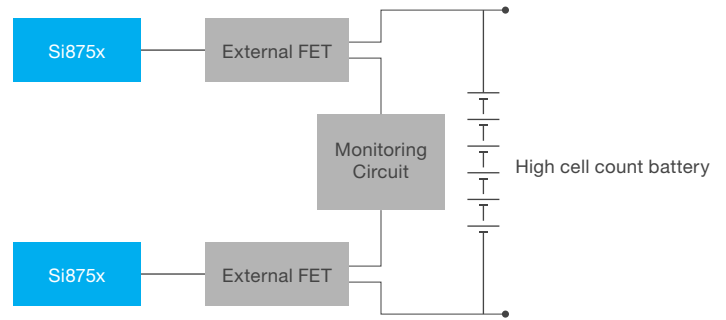 Si875x
External FET
Monitoring
Circuit
High cell count battery
Si875x
External FET